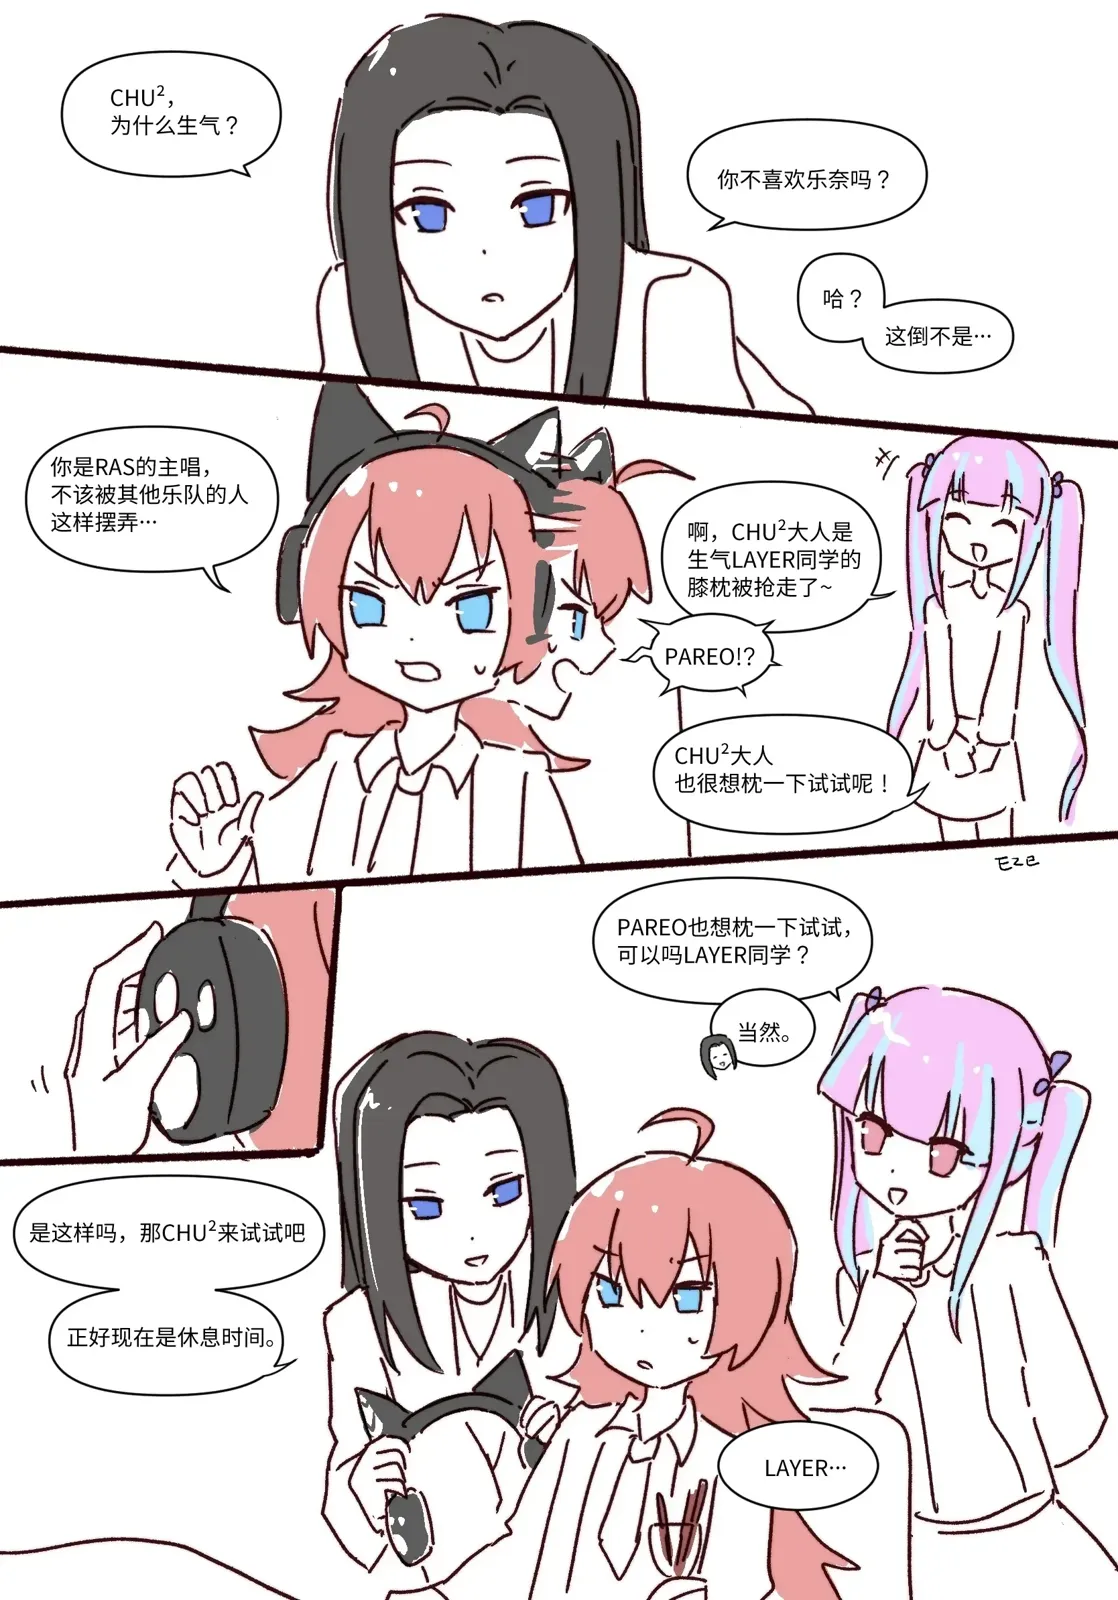 CHU²，
为什么生气？
你不喜欢乐奈吗？
哈？
这倒不是…
你是RAS的主唱，
不该被其他乐队的人
这样摆弄…
啊，CHU²大人是
生气LAYER同学的
膝枕被抢走了~
PAREO!?
CHU²大人
也很想枕一下试试呢！
Eze
PAREO也想枕一下试试，
可以吗LAYER同学？
当然。
是这样吗，那CHU²来试试吧
正好现在是休息时间。
LAYER…